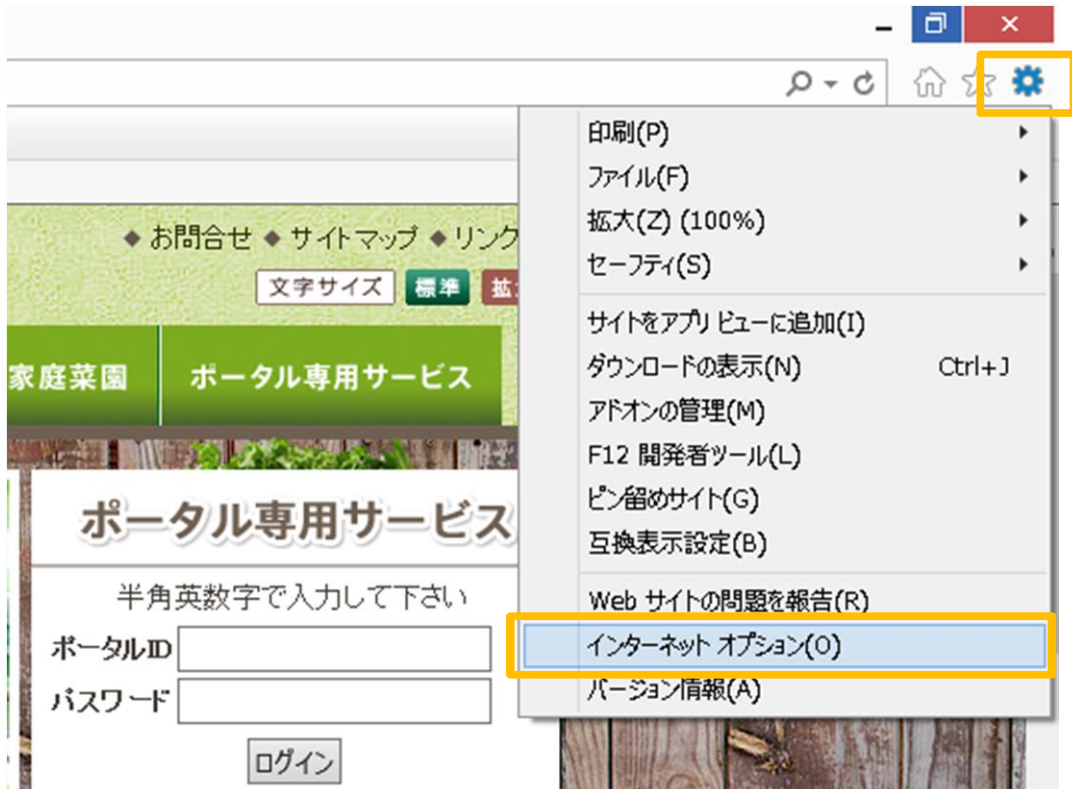 印刷(P)
ファイル(F)
拡大(Z) (100%)
セーフティ(S)
サイトをアプリ ビューに追加(I)
ダウンロードの表示(N) Ctrl+J
アドオンの管理(M)
F12 開発者ツール(L)
ピン留めサイト(G)
互換表示設定(B)
Web サイトの問題を報告(R)
インターネット オプション(O)
バージョン情報(A)
◆ お問合せ ◆ サイトマップ ◆ リンク
文字サイズ 標準 拡
家庭菜園 ポータル専用サービス
ポータル専用サービス
半角英数字で入力して下さい
ポータルID
パスワード
ログイン